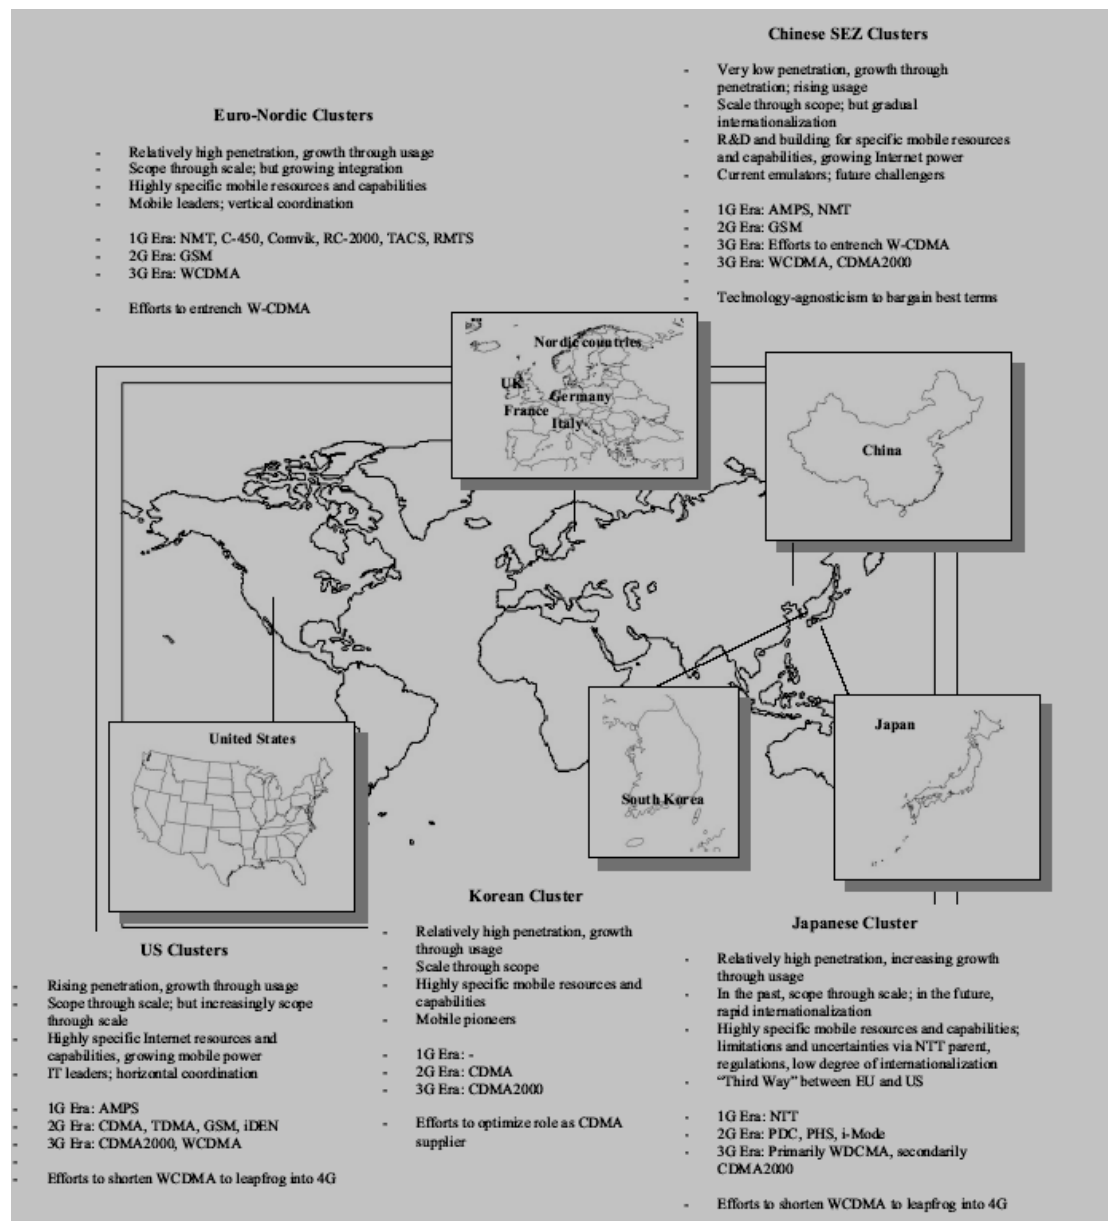 Chinese SEZ Clusters
- Very low penetration, growth through
penetration; rising usage
- Scale through scope; but gradual
internationalization
- R&D and building for specific mobile resources
and capabilities, growing Internet power
- Current emulators; future challengers
- 1G Era: AMPS, NMT
- 2G Era: GSM
- 3G Era: Efforts to entrench W-CDMA
- 3G Era: WCDMA, CDMA2000
-
- Technology-agnosticism to bargain best terms
Euro-Nordic Clusters
- Relatively high penetration, growth through usage
- Scope through scale; but growing integration
- Highly specific mobile resources and capabilities
- Mobile leaders; vertical coordination
- 1G Era: NMT, C-450, Comvik, RC-2000, TACS, RMTS
- 2G Era: GSM
- 3G Era: WCDMA
- Efforts to entrench W-CDMA
Nordic countries
UK
Germany
France
Italy
China
United States
South Korea
Japan
US Clusters
- Rising penetration, growth through usage
- Scope through scale; but increasingly scope
through scale
- Highly specific Internet resources and
capabilities, growing mobile power
- IT leaders; horizontal coordination
- 1G Era: AMPS
- 2G Era: CDMA, TDMA, GSM, iDEN
- 3G Era: CDMA2000, WCDMA
-
- Efforts to shorten WCDMA to leapfrog into 4G
Korean Cluster
- Relatively high penetration, growth
through usage
- Scale through scope
- Highly specific mobile resources and
capabilities
- Mobile pioneers
- 1G Era: -
- 2G Era: CDMA
- 3G Era: CDMA2000
- Efforts to optimize role as CDMA
supplier
Japanese Cluster
- Relatively high penetration, increasing growth
through usage
- In the past, scope through scale; in the future,
rapid internationalization
- Highly specific mobile resources and capabilities;
limitations and uncertainties via NTT parent,
regulations, low degree of internationalization
- “Third Way” between EU and US
- 1G Era: NTT
- 2G Era: PDC, PHS, i-Mode
- 3G Era: Primarily WDCMA, secondarily
CDMA2000
- Efforts to shorten WCDMA to leapfrog into 4G